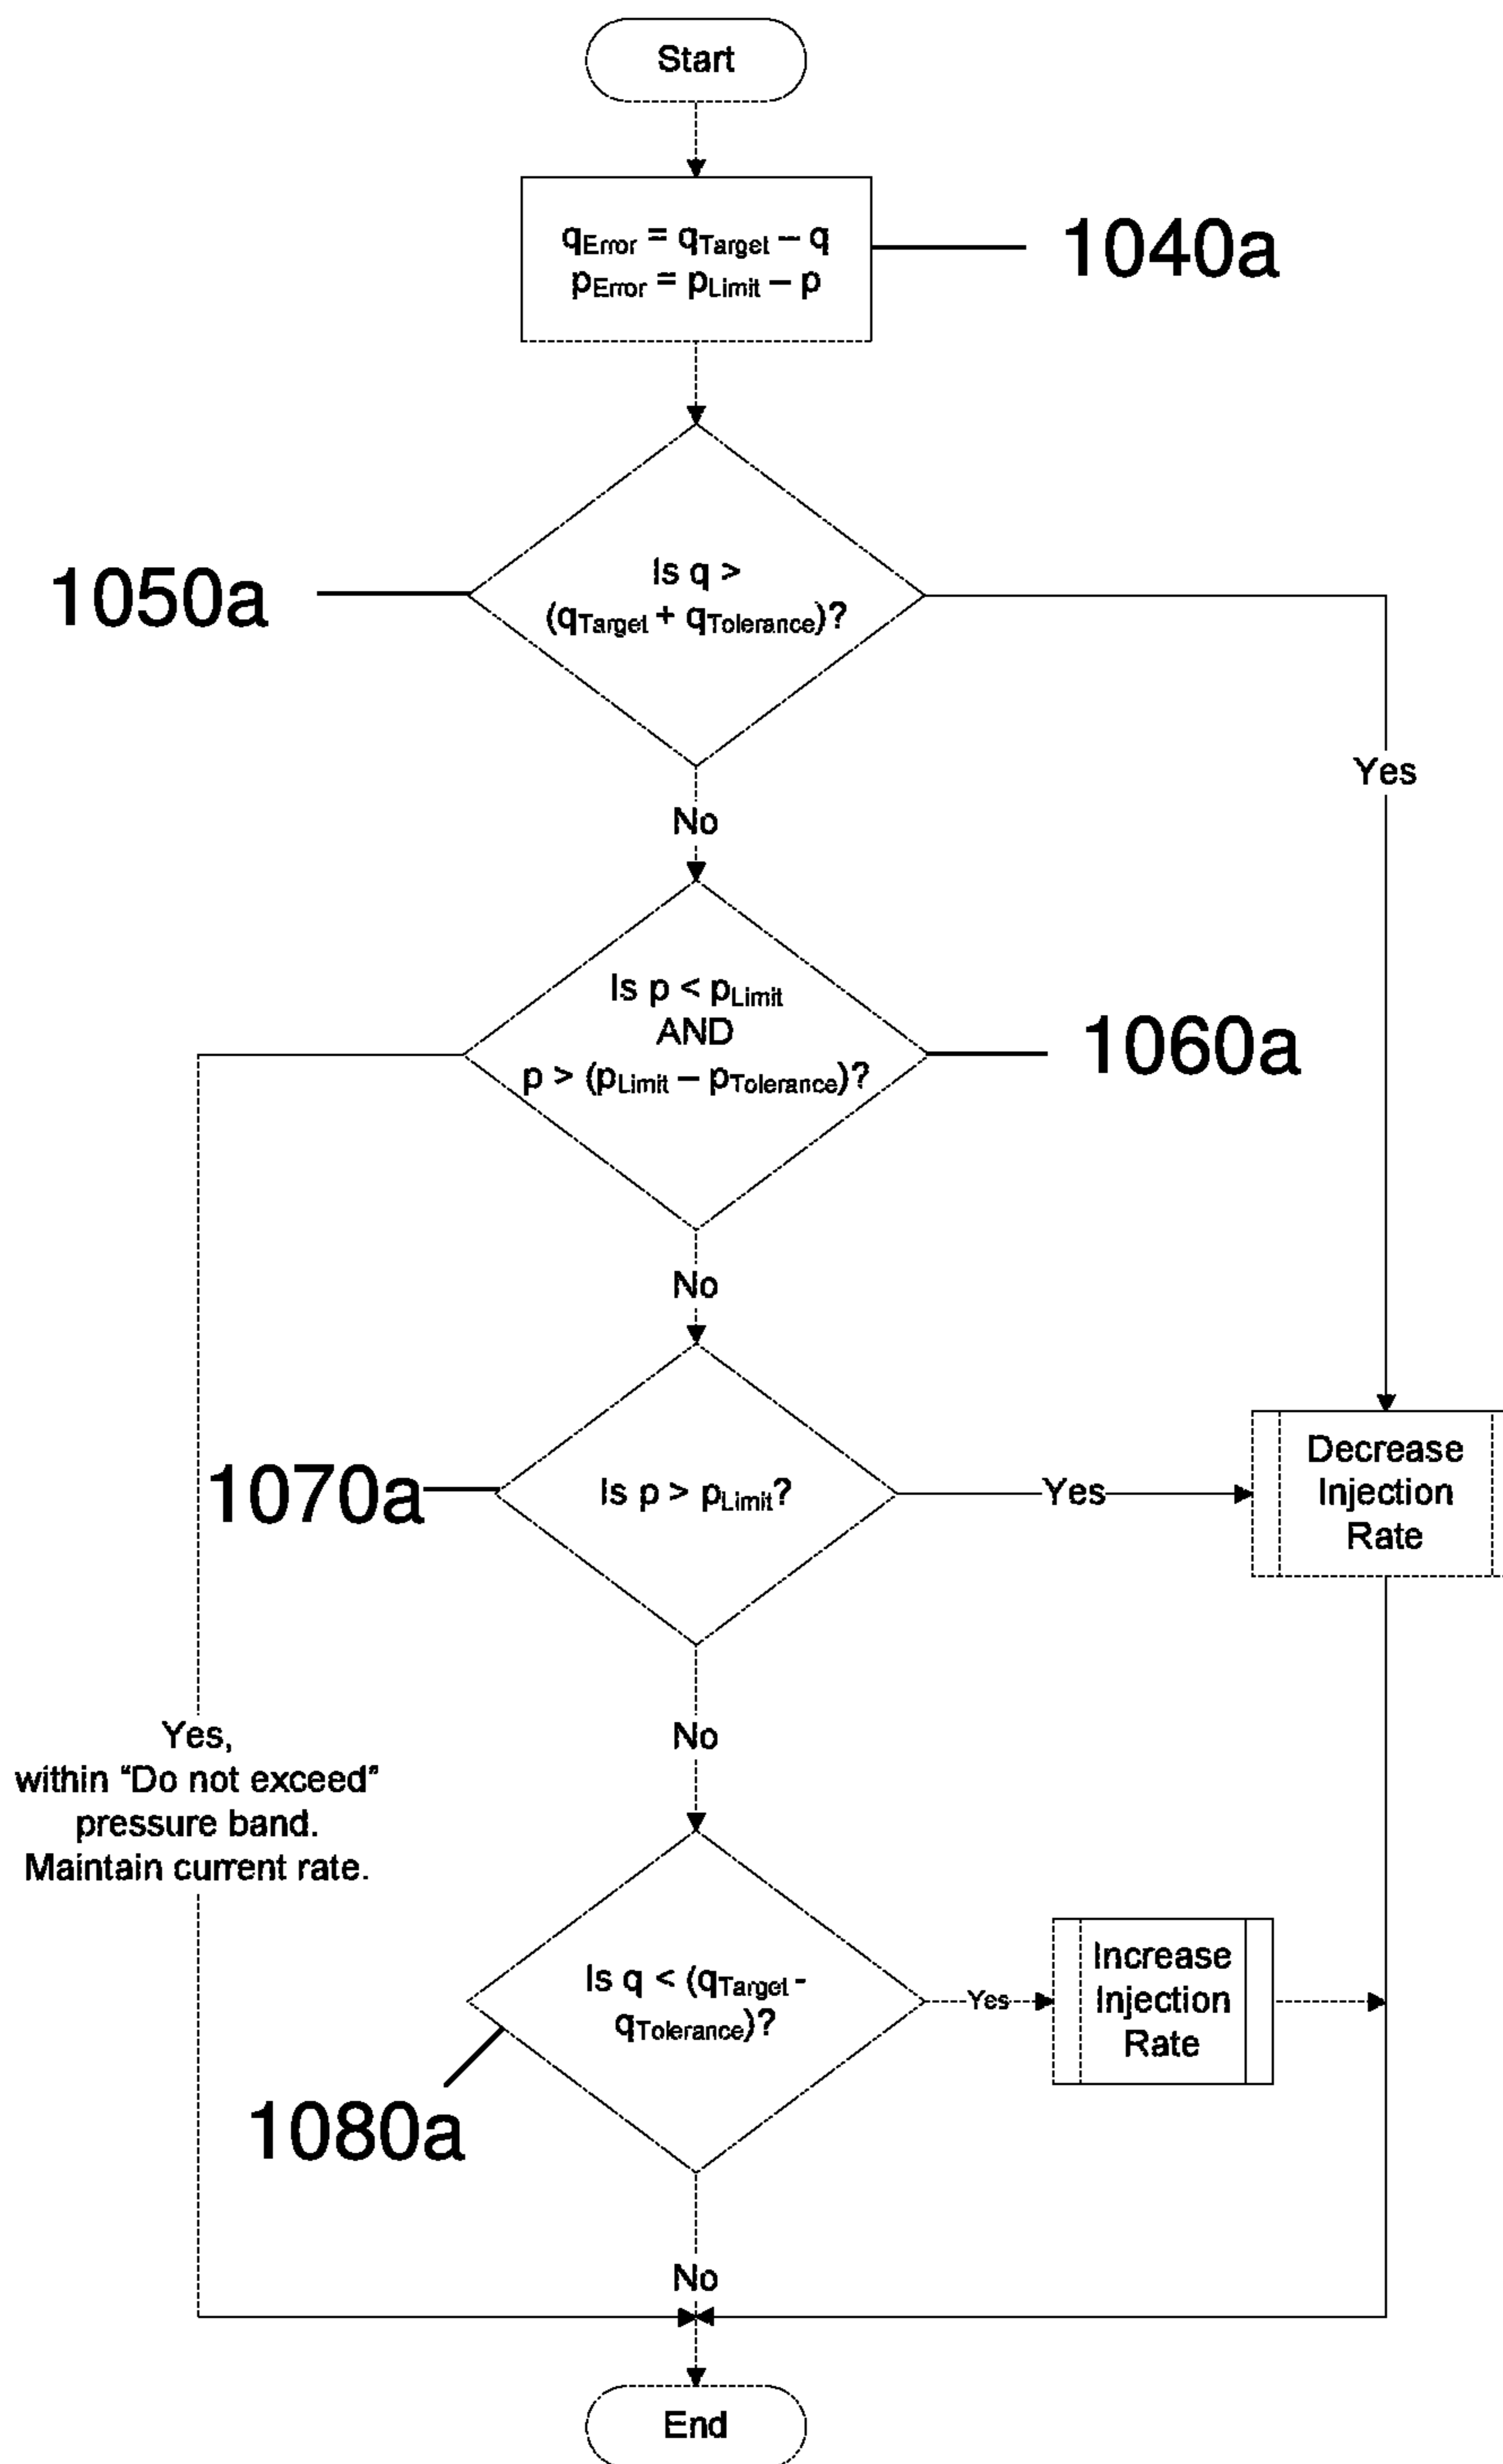 Start
qError = qTarget – q
pError = pLimit – p
1040a
Is q >
(qTarget + qTolerance)?
1050a
Yes
No
Is p < pLimit
AND
p > (pLimit – pTolerance)?
1060a
No
Is p > pLimit?
1070a
Yes
Decrease
Injection
Rate
No
Yes,
within “Do not exceed”
pressure band.
Maintain current rate.
Is q < (qTarget -
qTolerance)?
1080a
Yes
Increase
Injection
Rate
No
End